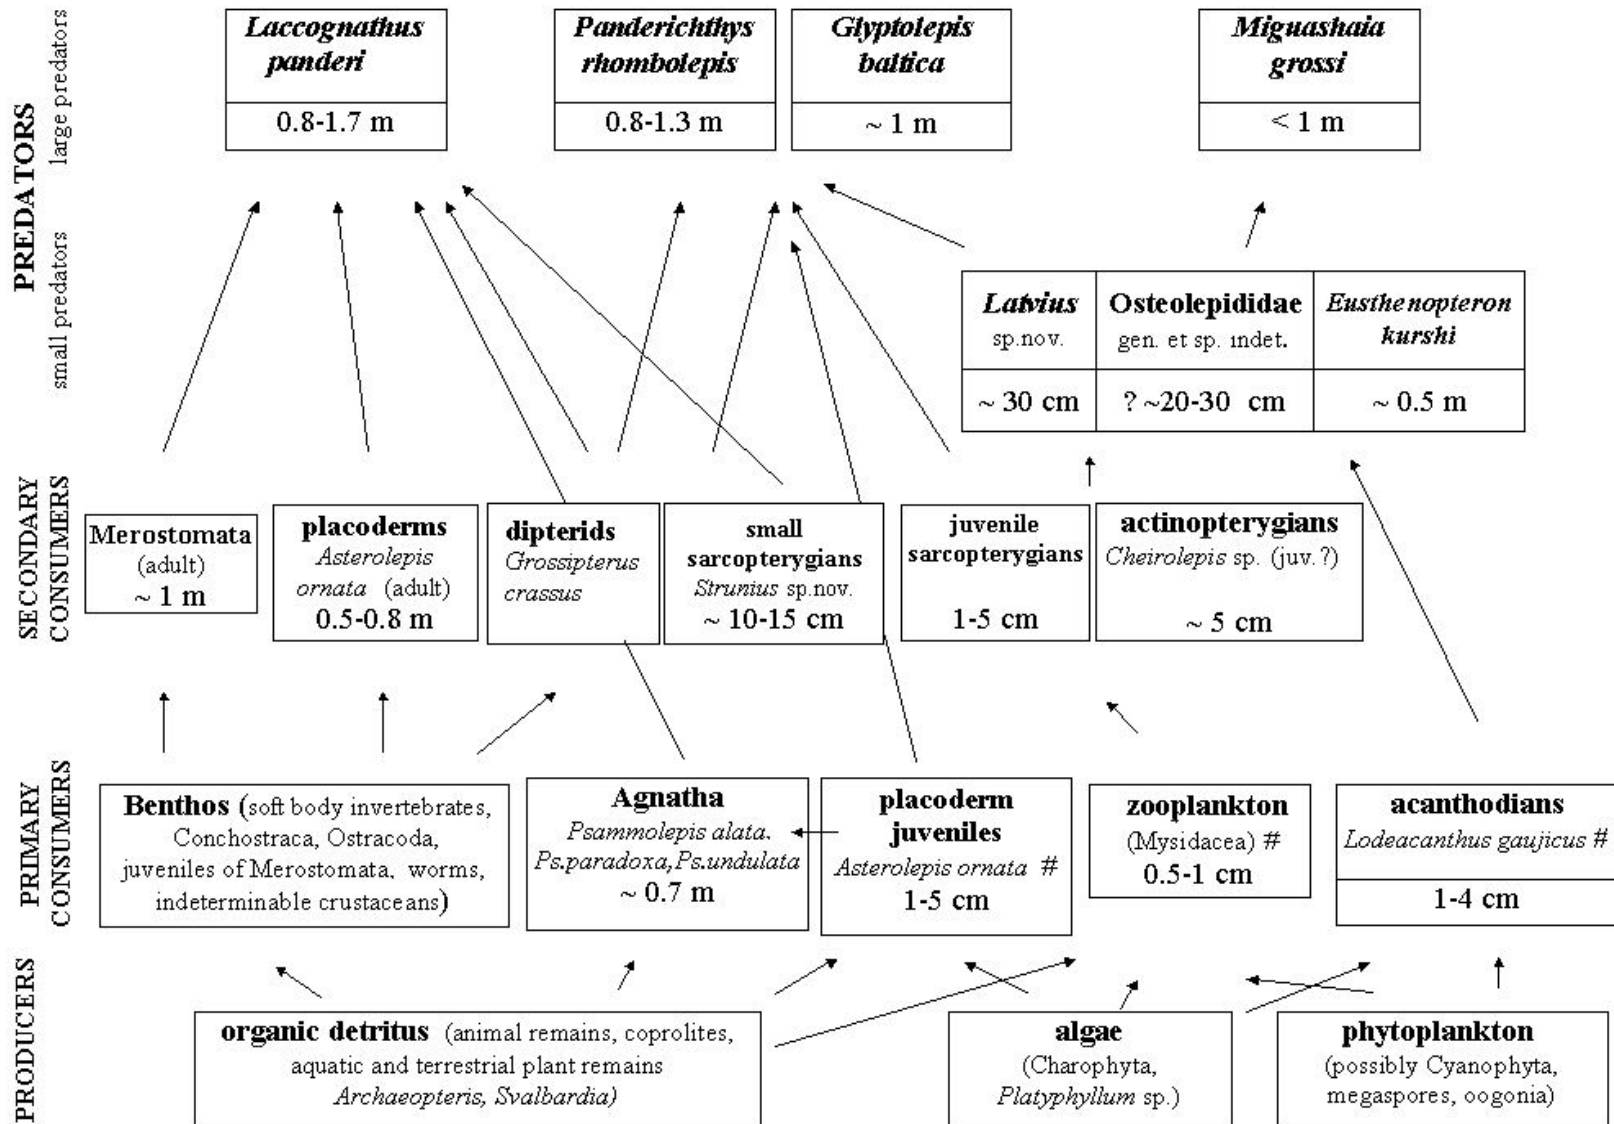 PREDATORS
large predators
small predators
Laccognathus
panderi
0.8-1.7 m
Panderichthys
rhombolepis
0.8-1.3 m
Glyptolepis
baltica
~ 1 m
Miguashaia
grossi
< 1 m
Latvius
sp.nov.
~ 30 cm
Osteolepididae
gen. et sp. indet.
? ~20-30 cm
Eusthenopteron
kurshi
~ 0.5 m
SECONDARY
CONSUMERS
Merostomata
(adult)
~ 1 m
placoderms
Asterolepis
ornata (adult)
0.5-0.8 m
dipterids
Grossipterus
crassus
small
sarcopterygians
Strunius sp.nov.
~ 10-15 cm
juvenile
sarcopterygians
1-5 cm
actinopterygians
Cheirolepis sp. (juv.?)
~ 5 cm
PRIMARY
CONSUMERS
Benthos (soft body invertebrates,
Conchostraca, Ostracoda,
juveniles of Merostomata, worms,
indeterminable crustaceans)
Agnatha
Psammolepis alata.
Ps.paradoxa,Ps.undulata
~ 0.7 m
placoderm
juveniles
Asterolepis ornata #
1-5 cm
zooplankton
(Mysidacea) #
0.5-1 cm
acanthodians
Lodeacanthus gaujicus #
1-4 cm
PRODUCERS
organic detritus (animal remains, coprolites,
aquatic and terrestrial plant remains
Archaeopteris, Svalbardia)
algae
(Charophyta,
Platyphyllum sp.)
phytoplankton
(possibly Cyanophyta,
megaspores, oogonia)